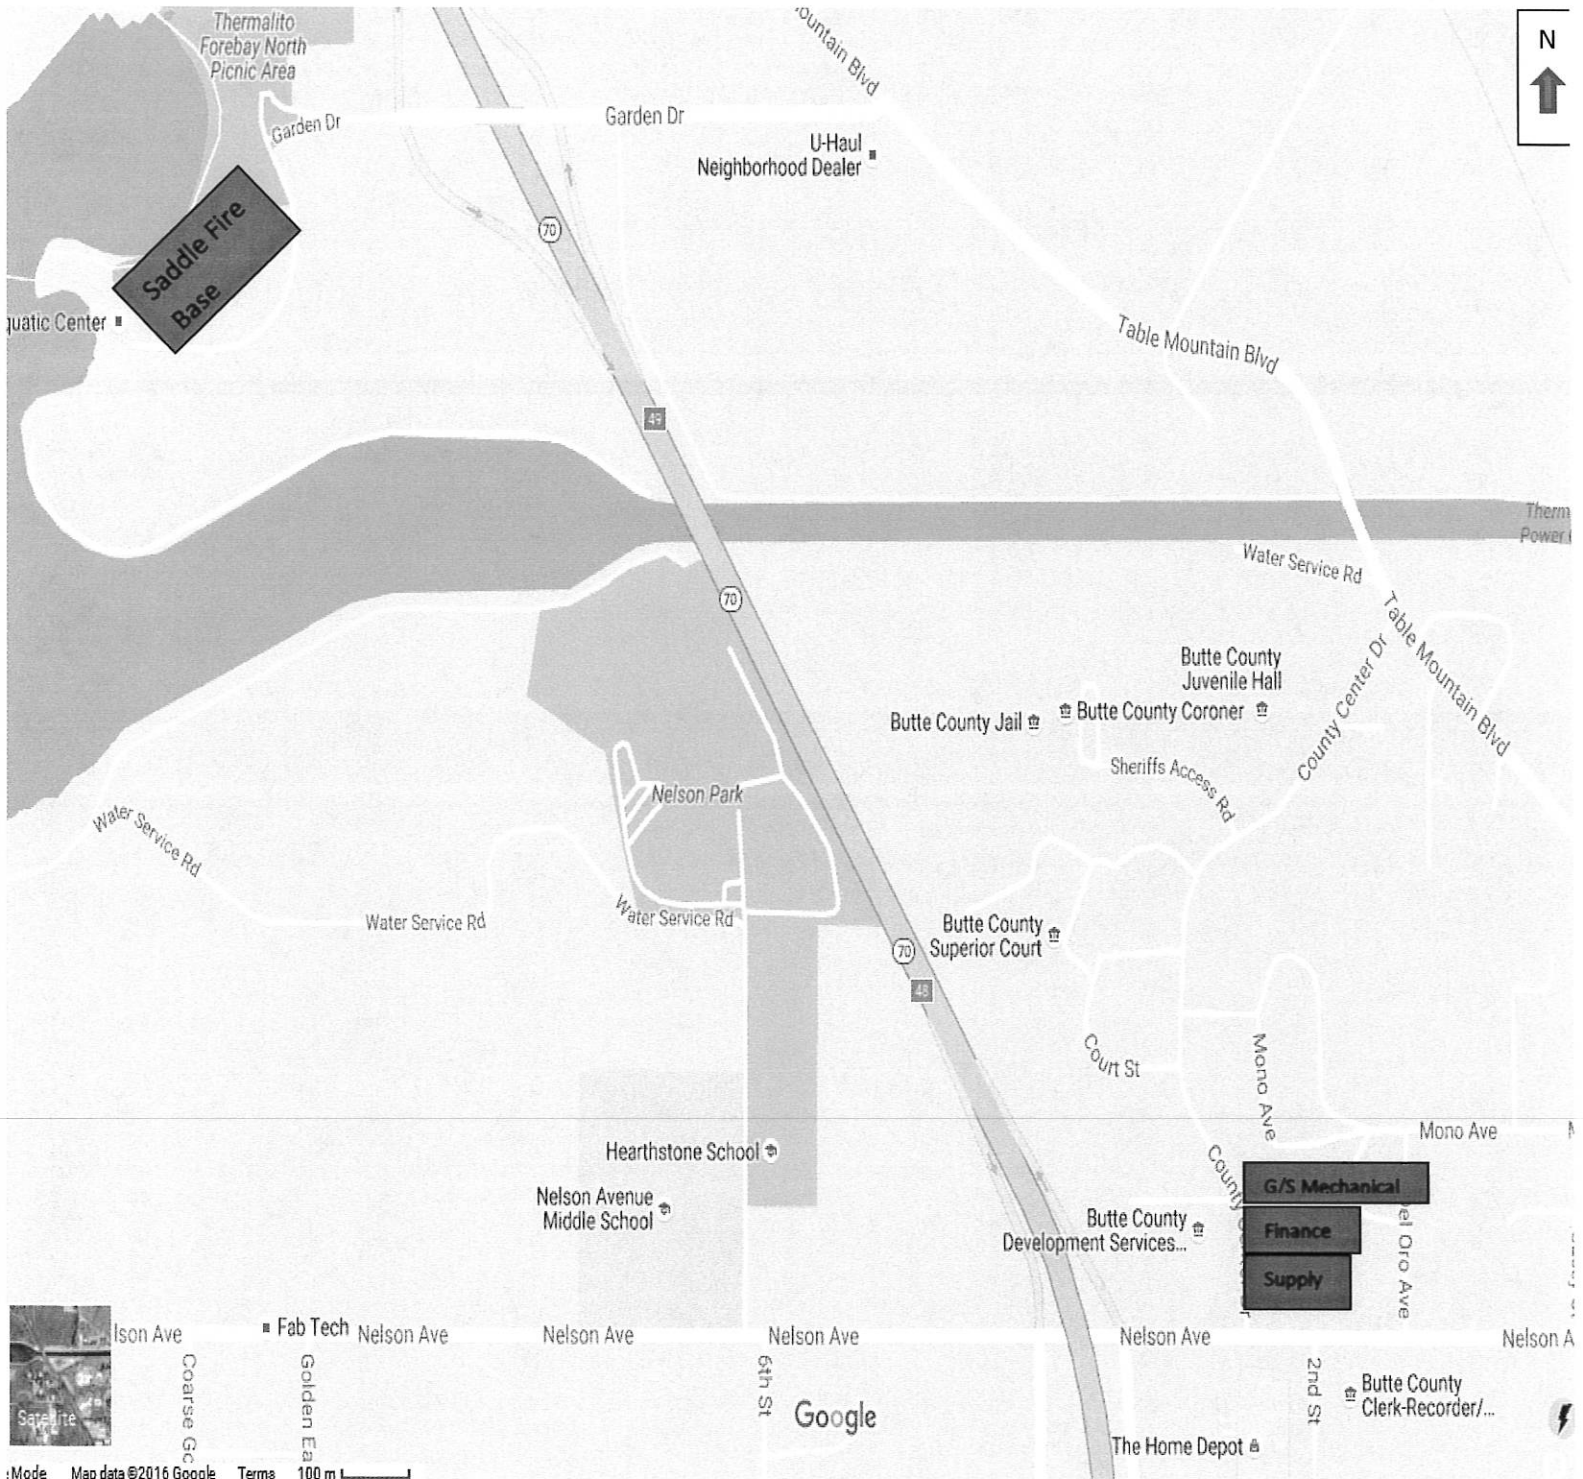 Thermalito
Forebay North
Picnic Area
ountain Blvd
N
Garden Dr
Garden Dr
U-Haul
Neighborhood Dealer
70
Saddle Fire
Base
quatic Center
Table Mountain Blvd
49
Therm
Power
Water Service Rd
70
Table Mountain Blvd
Butte County
Juvenile Hall
County Center Dr
Butte County Jail
Butte County Coroner
Sheriffs Access Rd
Nelson Park
Water Service Rd
Water Service Rd
Water Service Rd
Butte County
Superior Court
70
48
Court St
Mono Ave
Mono Ave
Hearthstone School
County
G/S Mechanical
Nelson Avenue
Middle School
Butte County
Development Services...
Finance
el Oro Ave
Supply
lson Ave
Fab Tech
Nelson Ave
Nelson Ave
Nelson Ave
Nelson Ave
Nelson A
Coarse Go
Golden Ea
6th St
2nd St
Butte County
Clerk-Recorder/...
Satellite
Google
The Home Depot
Mode
Map data ©2016 Google
Terms
100 m